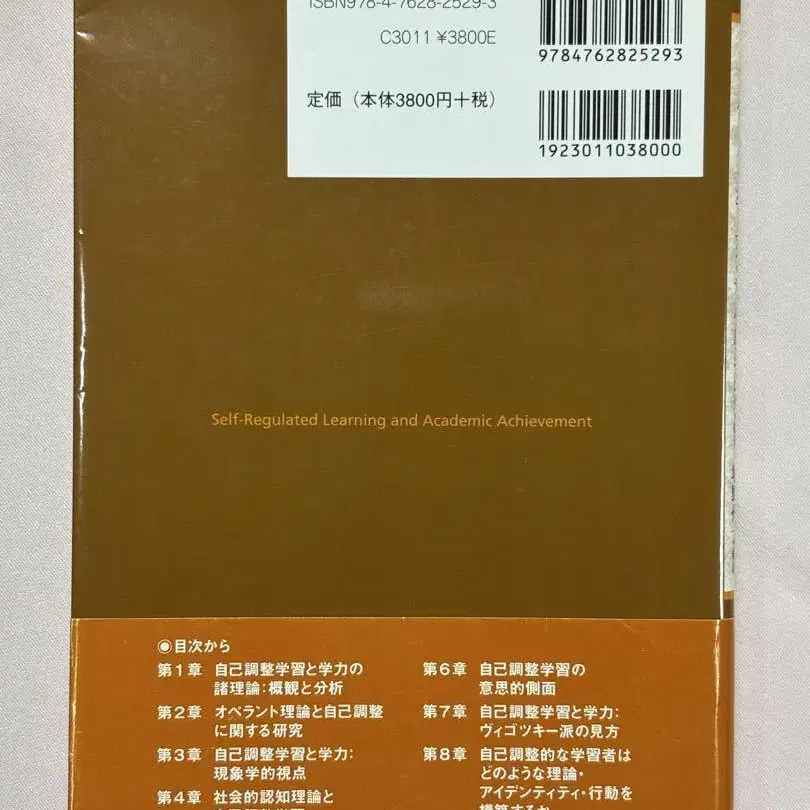 ISBN978-4-7628-2529-3
C3011 ¥3800E
9784762825293
定価（本体3800円+税）
1923011038000
Self-Regulated Learning and Academic Achievement
◉目次から
第1章 自己調整学習と学力の
諸理論：概観と分析
第2章 オペラント理論と自己調整
に関する研究
第3章 自己調整学習と学力：
現象学的視点
第4章 社会的認知理論と
第6章 自己調整学習の
意思的側面
第7章 自己調整学習と学力：
ヴィゴツキー派の見方
第8章 自己調整的な学習者は
どのような理論・
アイデンティティ・行動を
構築するか